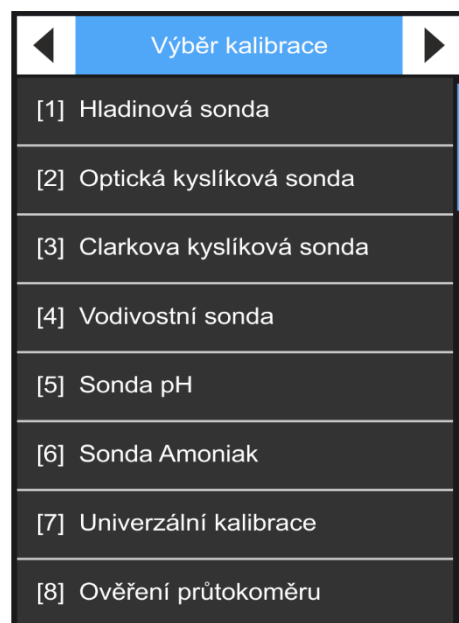 Výběr kalibrace
[1] Hladinová sonda
[2] Optická kyslíková sonda
[3] Clarkova kyslíková sonda
[4] Vodivostní sonda
[5] Sonda pH
[6] Sonda Amoniak
[7] Univerzální kalibrace
[8] Ověření průtokoměru